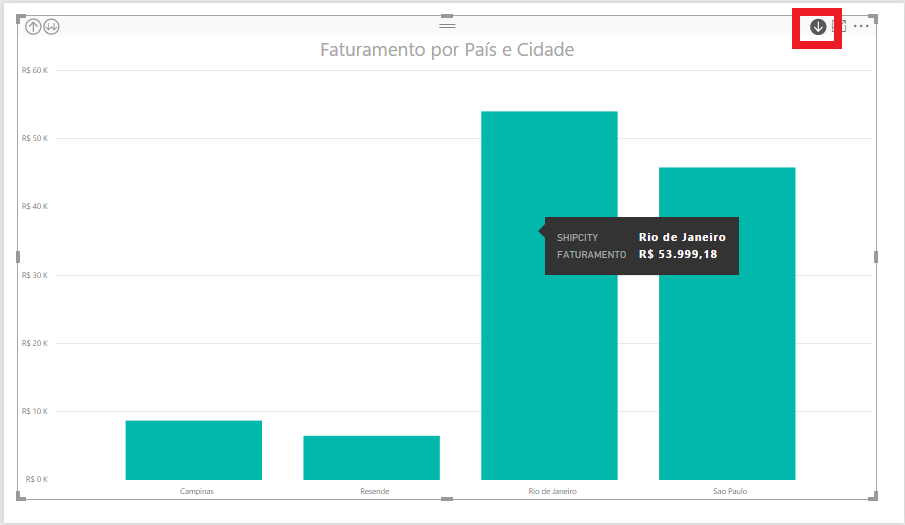 Faturamento por País e Cidade
R$ 60 K
R$ 50 K
R$ 40 K
R$ 30 K
R$ 20 K
R$ 10 K
R$ 0 K
SHIPCITY Rio de Janeiro
FATURAMENTO R$ 53.999,18
Campinas Resende Rio de Janeiro Sao Paulo